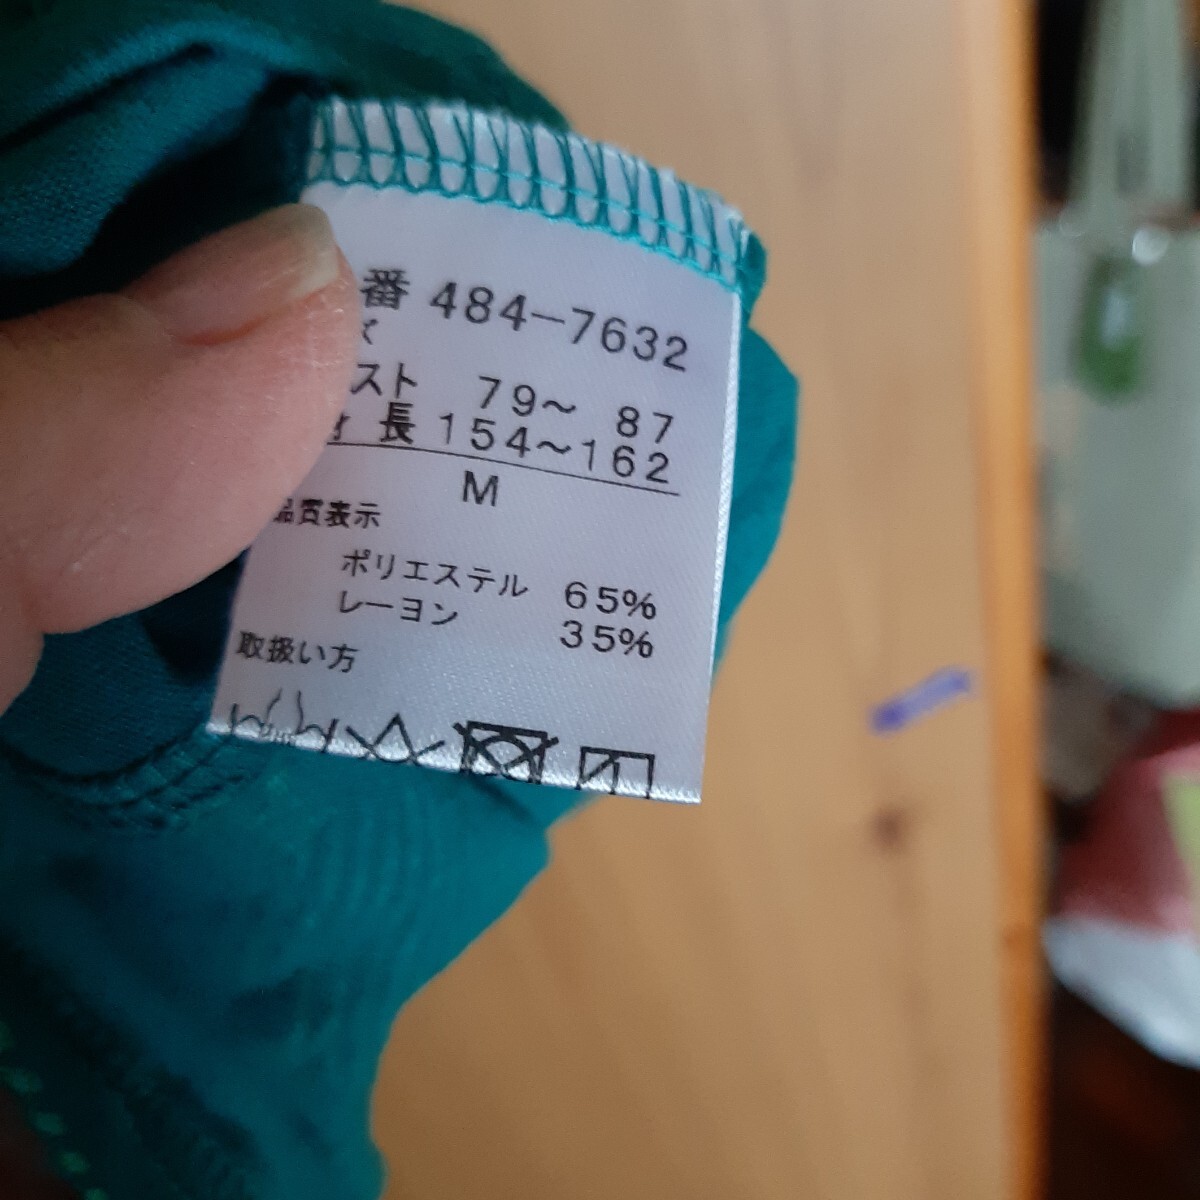 番 484-7632
ズ
スト 79～ 87
長 154～162
M
品質表示
ポリエステル 65%
レーヨン 35%
取扱い方